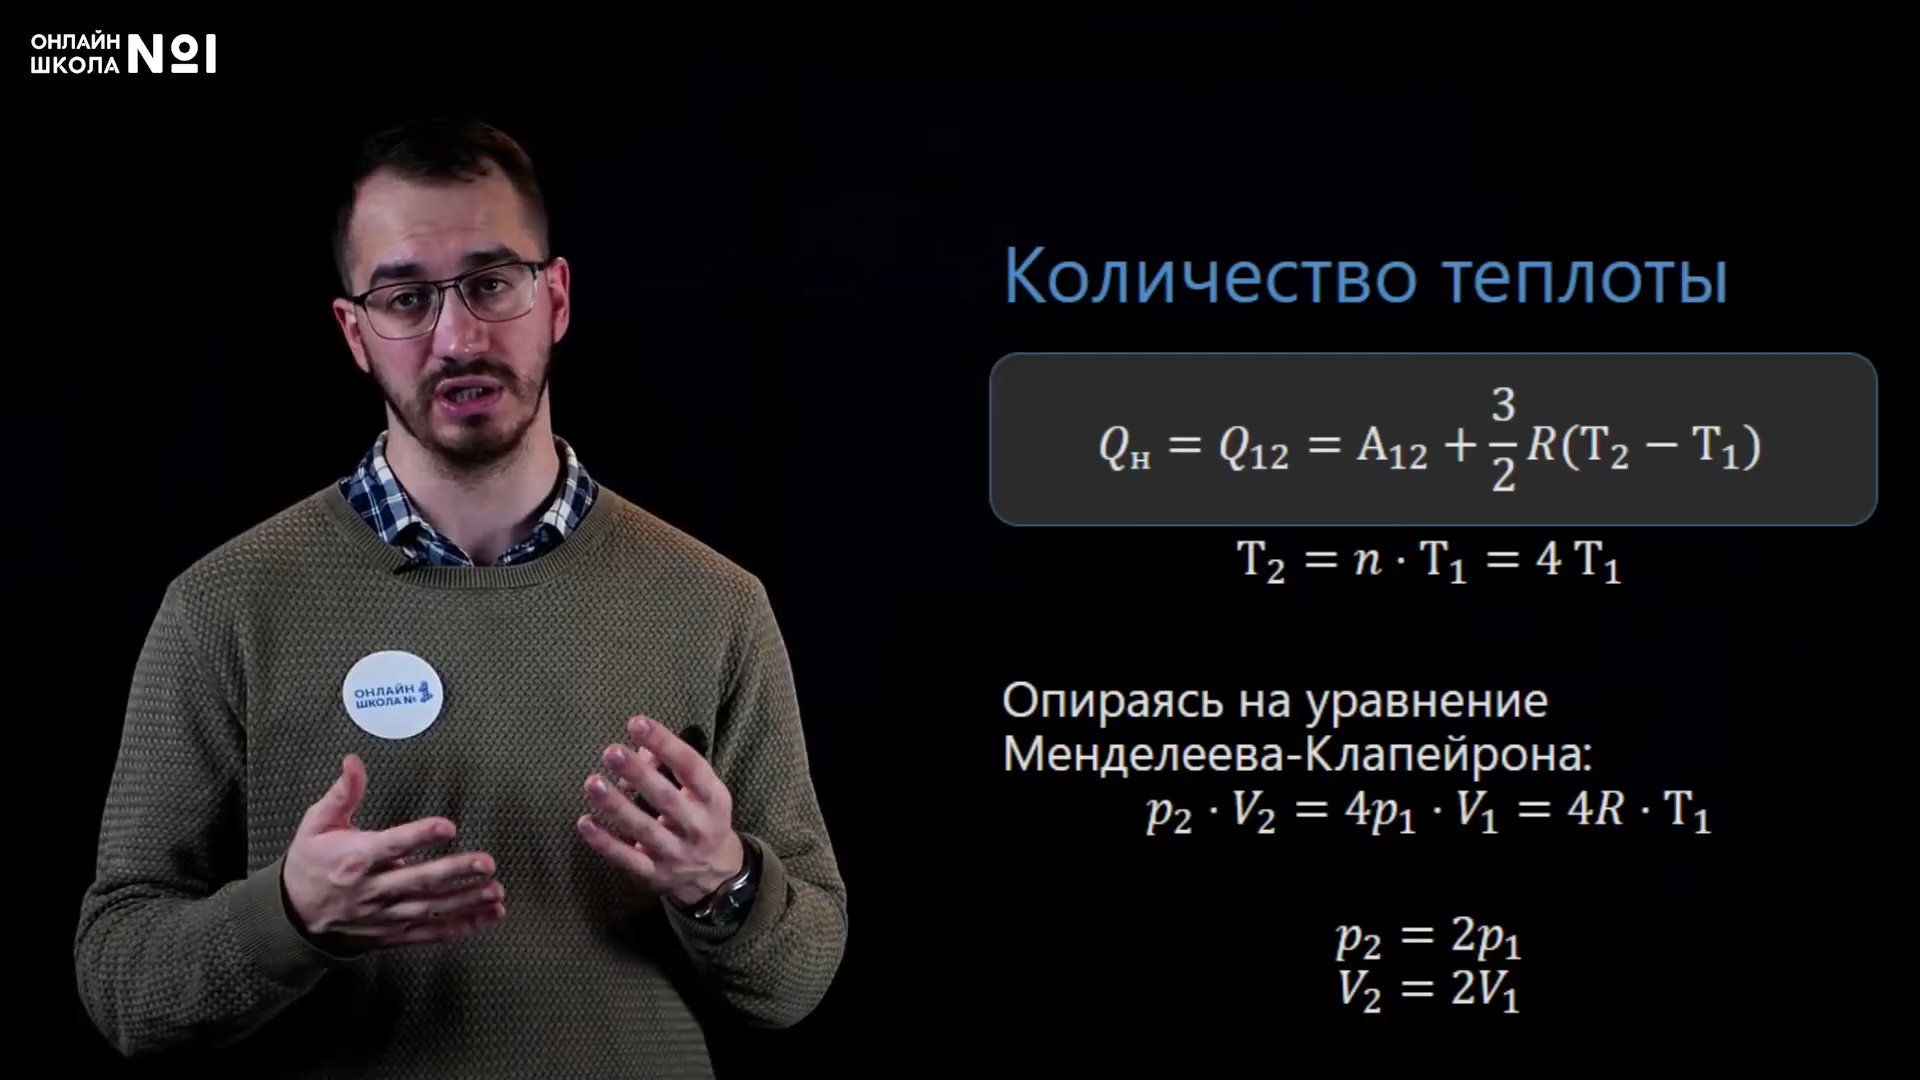 ОНЛАЙН
ШКОЛА №1
Количество теплоты
Qн = Q12 = A12 + 3/2 R(T2 − T1)
T2 = n · T1 = 4 T1
Опираясь на уравнение
Менделеева-Клапейрона:
p2 · V2 = 4p1 · V1 = 4R · T1
p2 = 2p1
V2 = 2V1
ОНЛАЙН
ШКОЛА №1